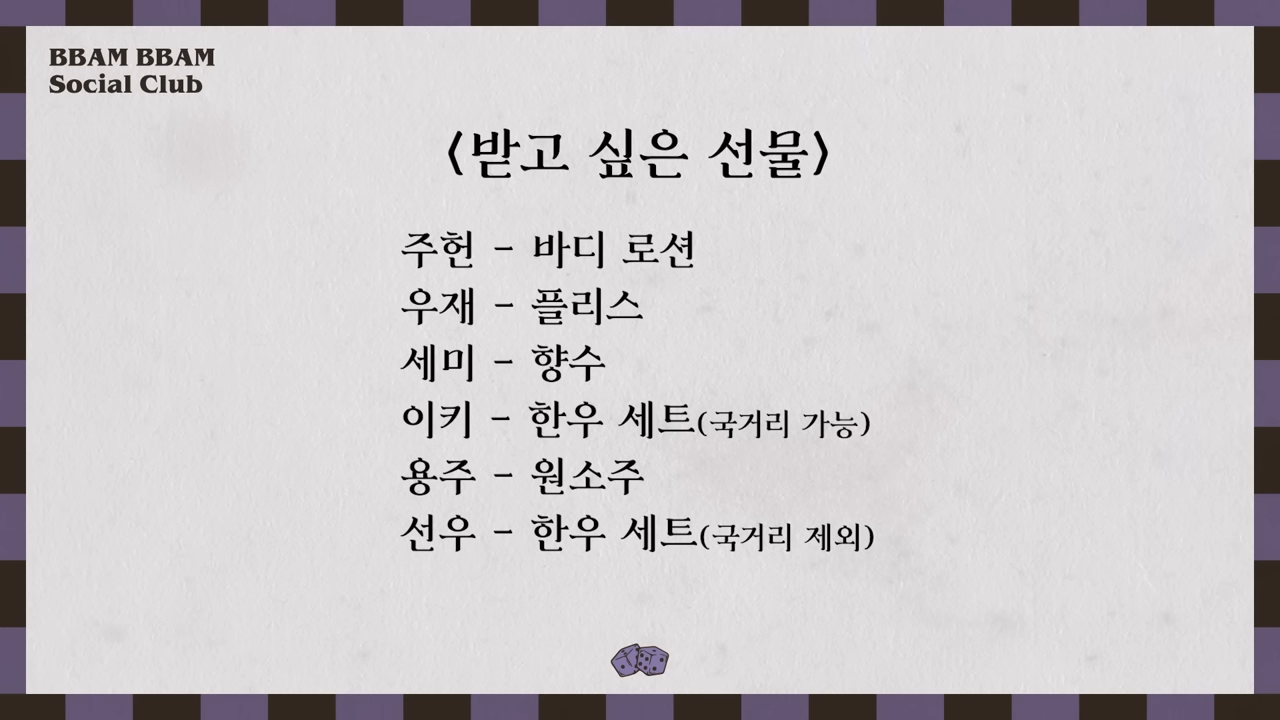 BBAM BBAM
Social Club
〈받고 싶은 선물〉
주헌 - 바디 로션
우재 - 플리스
세미 - 향수
이키 - 한우 세트(국거리 가능)
용주 - 원소주
선우 - 한우 세트(국거리 제외)